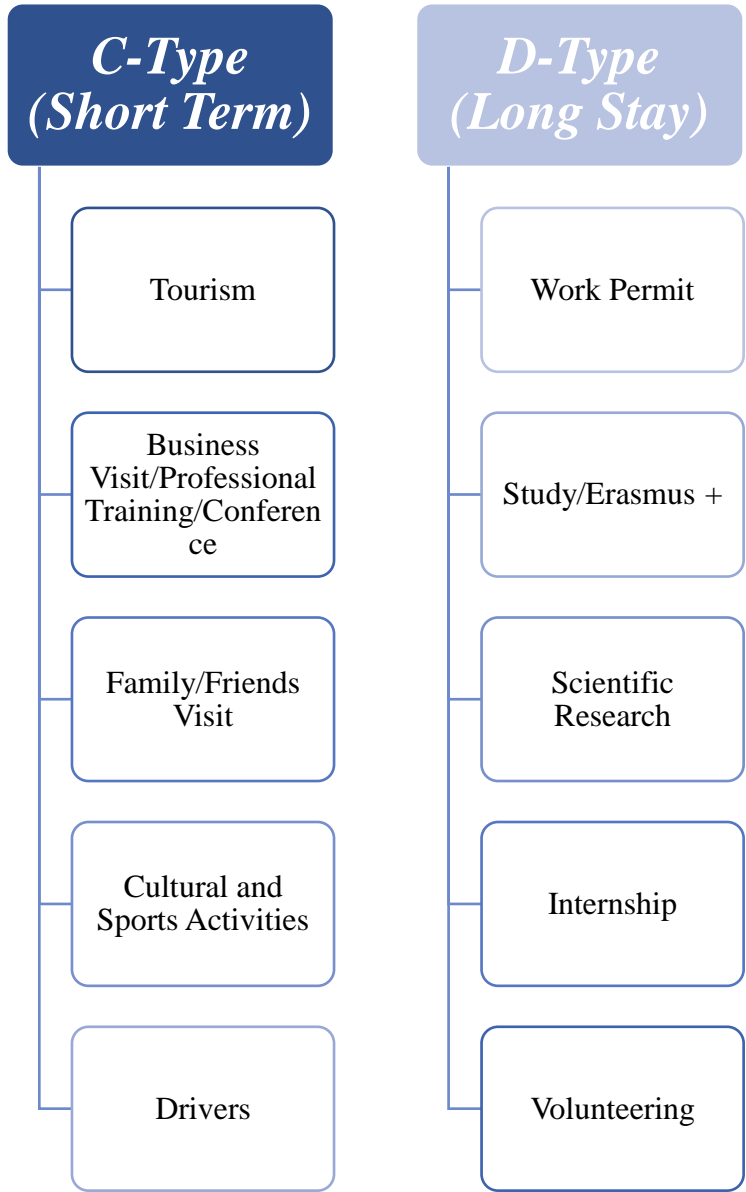 C-Type
(Short Term)
Tourism
Business
Visit/Professional
Training/Conferen
ce
Family/Friends
Visit
Cultural and
Sports Activities
Drivers
D-Type
(Long Stay)
Work Permit
Study/Erasmus +
Scientific
Research
Internship
Volunteering